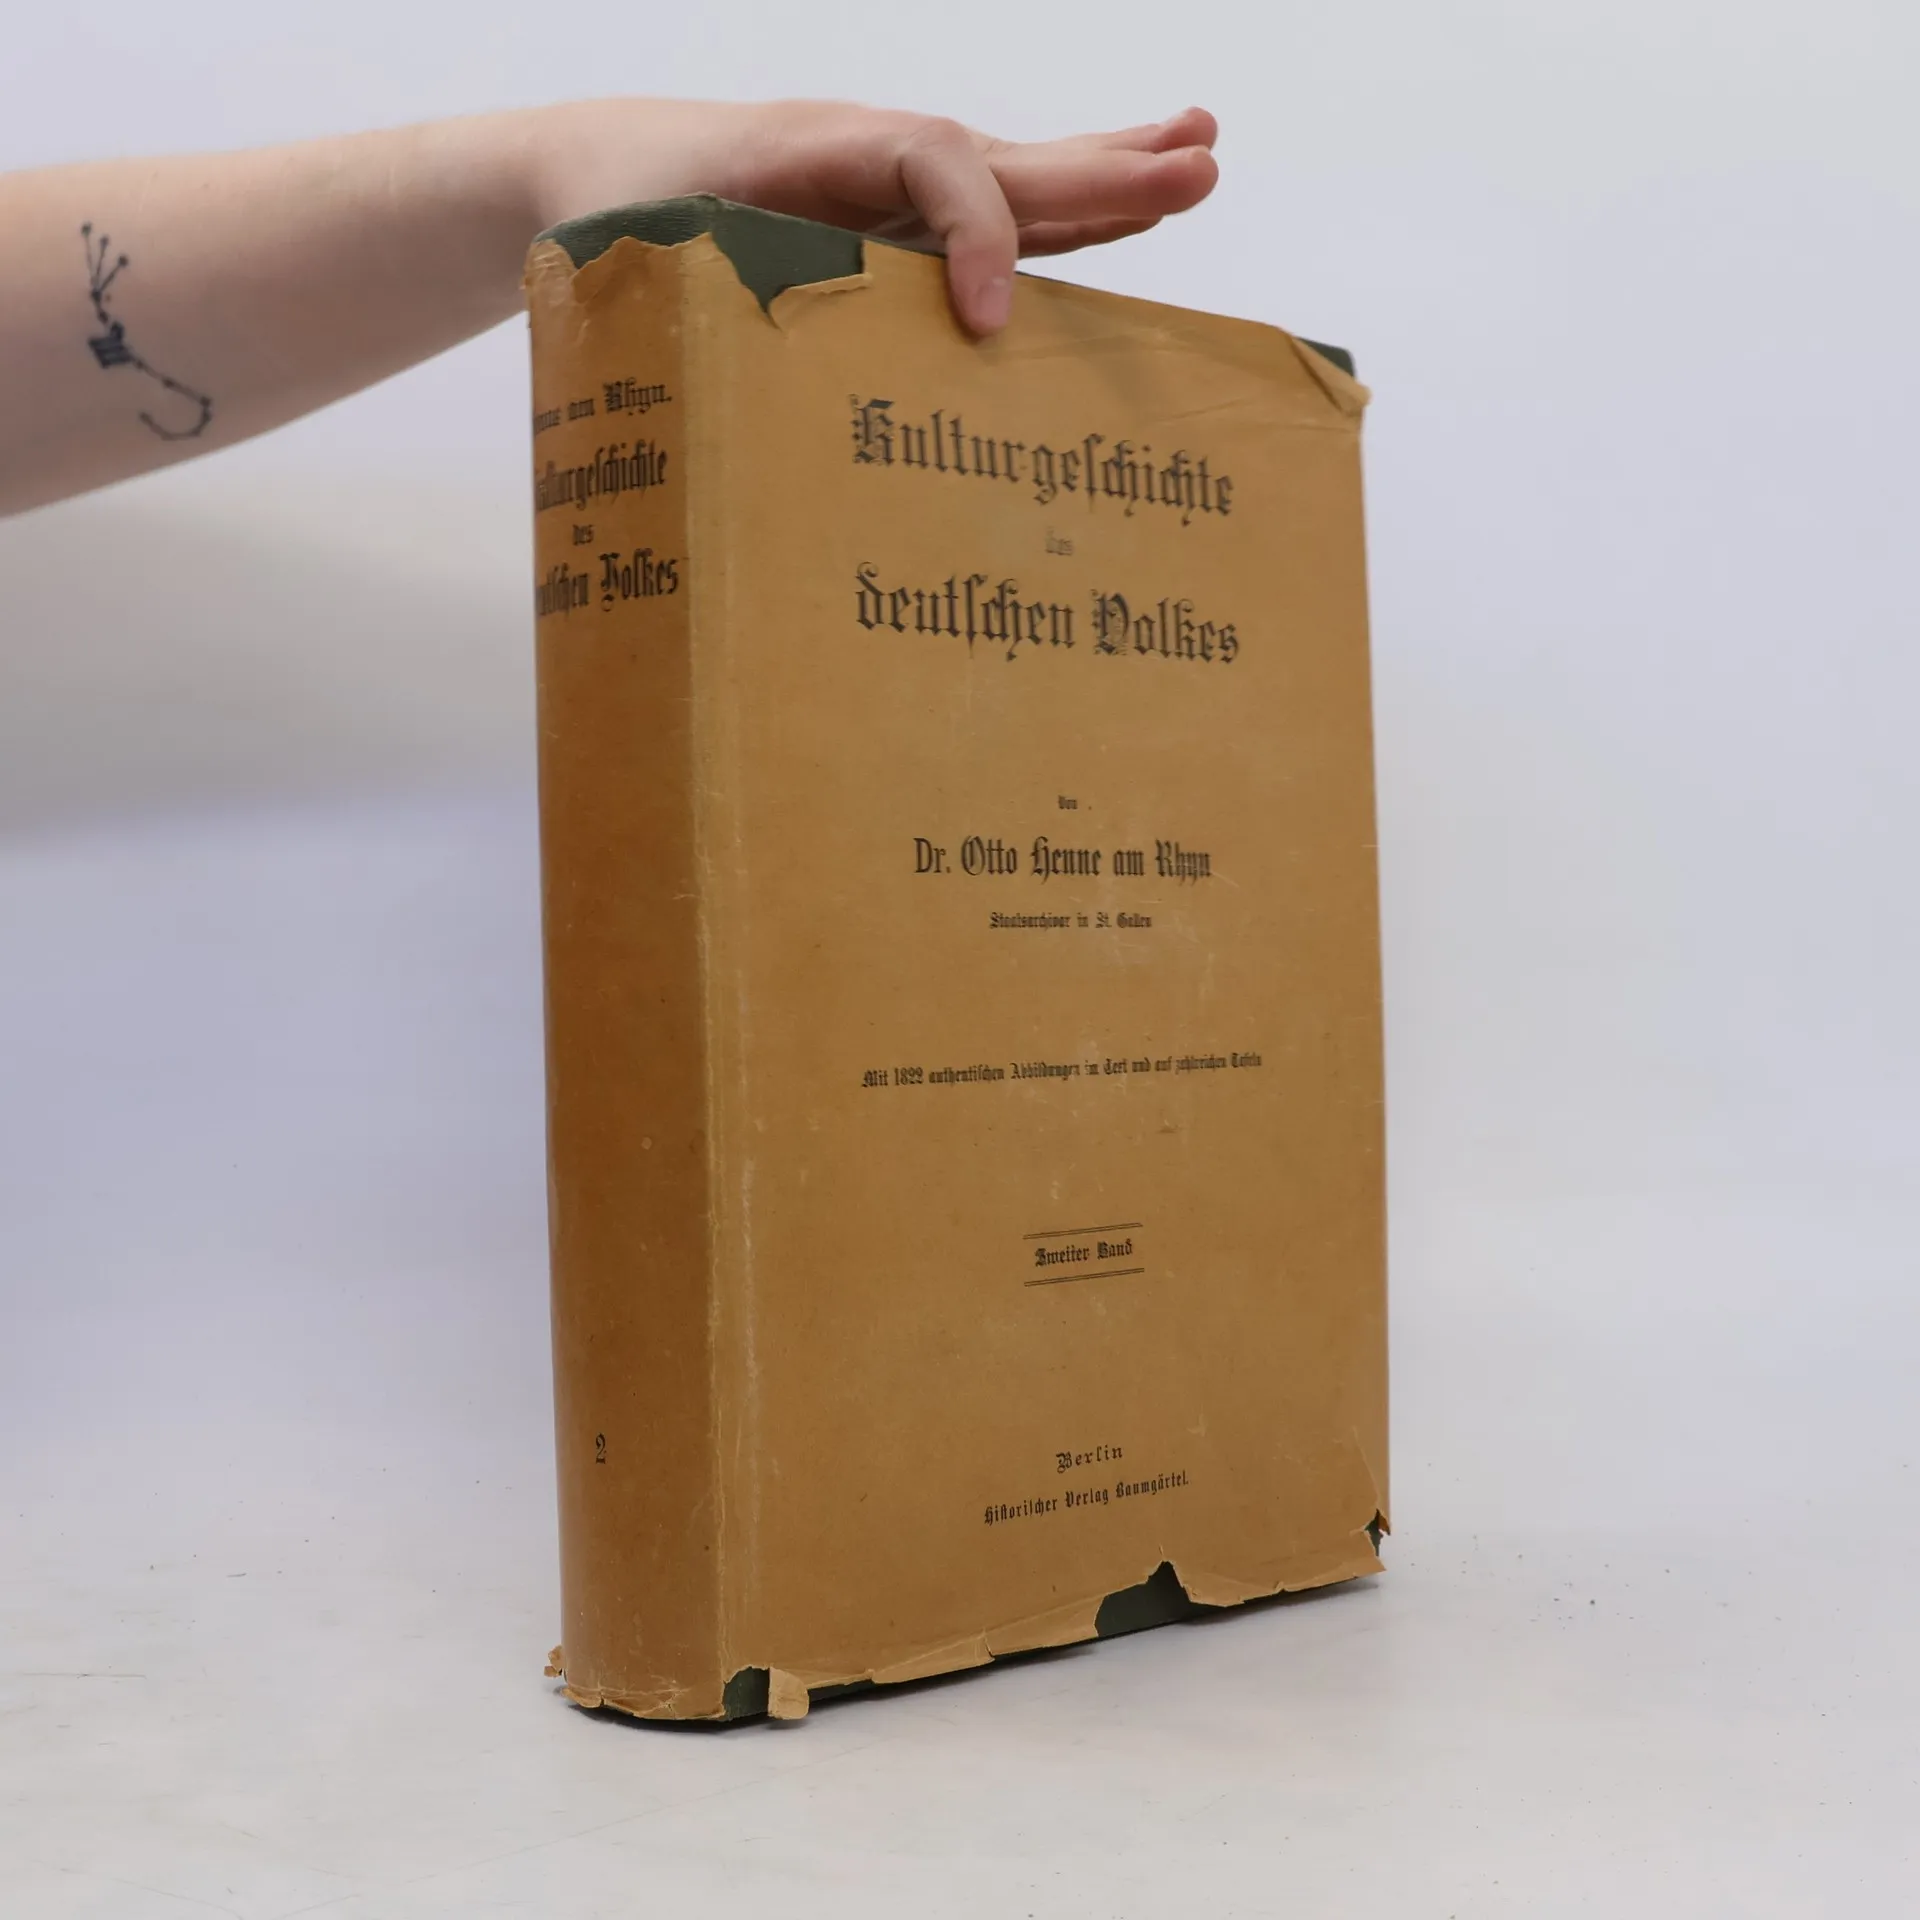 am Rhyn.
Kulturgeschichte
des
deutschen Volkes
2
Kulturgeschichte
des
deutschen Volkes
Von
Dr. Otto Henne am Rhyn
Staatsarchivar in St. Gallen
Mit 1822 authentischen Abbildungen im Text und auf zahlreichen Tafeln
Zweiter Band
Berlin
Historischer Verlag Baumgärtel.